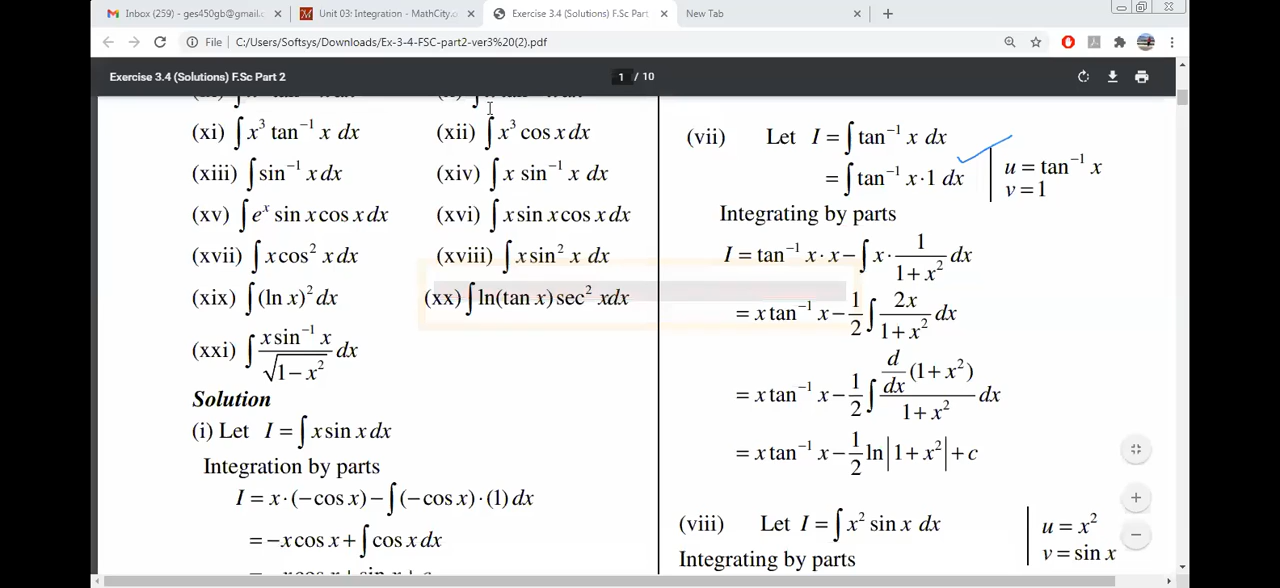 Inbox (259) - ges450gb@gmail.c
Unit 03: Integration - MathCity.o
Exercise 3.4 (Solutions) F.Sc Part
New Tab
File | C:/Users/Softsys/Downloads/Ex-3-4-FSC-part2-ver3%20(2).pdf
Exercise 3.4 (Solutions) F.Sc Part 2
1 / 10
(xi) ∫ x³ tan⁻¹ x dx
(xii) ∫ x³ cos x dx
(xiii) ∫ sin⁻¹ x dx
(xiv) ∫ x sin⁻¹ x dx
(xv) ∫ eˣ sin x cos x dx
(xvi) ∫ x sin x cos x dx
(xvii) ∫ x cos² x dx
(xviii) ∫ x sin² x dx
(xix) ∫ (ln x)² dx
(xx) ∫ ln(tan x) sec² xdx
(xxi) ∫ x sin⁻¹ x / √(1−x²) dx
Solution
(i) Let I = ∫ x sin x dx
Integration by parts
I = x·(−cos x) − ∫ (−cos x)·(1) dx
= −x cos x + ∫ cos x dx
(vii) Let I = ∫ tan⁻¹ x dx
= ∫ tan⁻¹ x·1 dx
u = tan⁻¹ x
v = 1
Integrating by parts
I = tan⁻¹ x·x − ∫ x· 1/(1+x²) dx
= x tan⁻¹ x − 1/2 ∫ 2x/(1+x²) dx
= x tan⁻¹ x − 1/2 ∫ d/dx (1+x²)/(1+x²) dx
= x tan⁻¹ x − 1/2 ln|1+x²| + c
(viii) Let I = ∫ x² sin x dx
u = x²
v = sin x
Integrating by parts